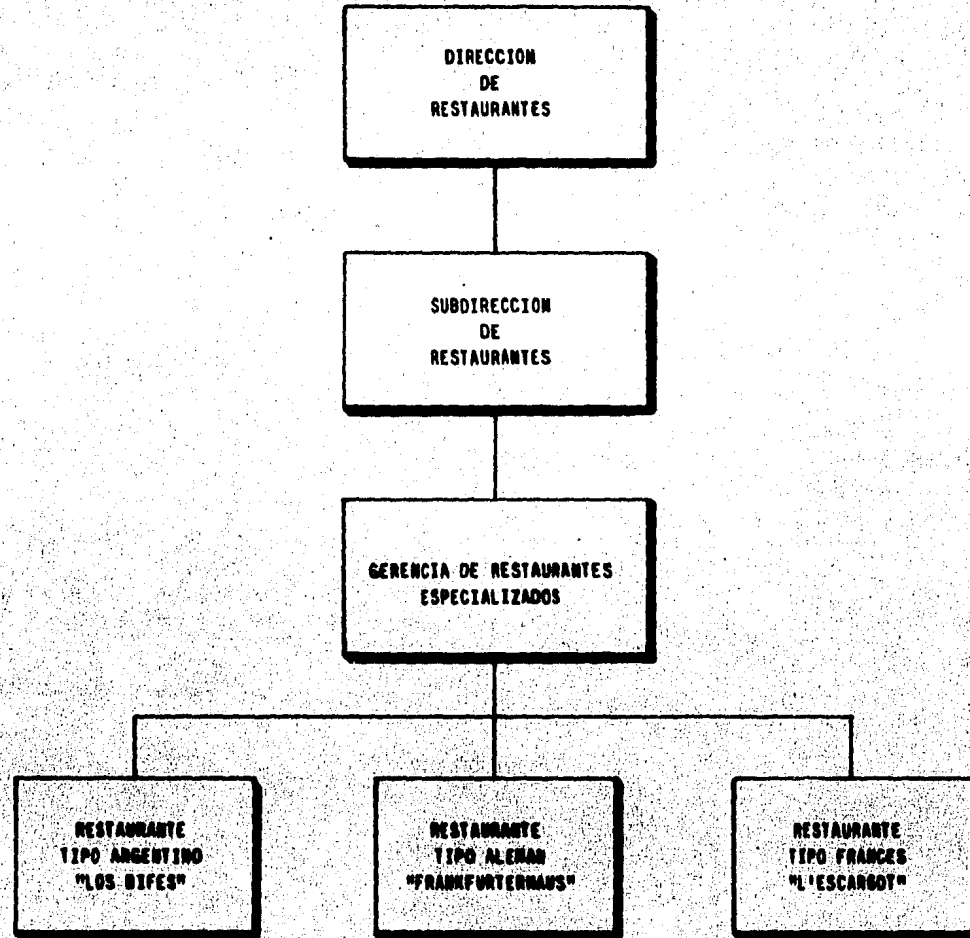 DIRECCION
DE
RESTAURANTES
SUBDIRECCION
DE
RESTAURANTES
GERENCIA DE RESTAURANTES
ESPECIALIZADOS
RESTAURANTE
TIPO ARGENTINO
"LOS BIFES"
RESTAURANTE
TIPO ALEMAN
"FRANKFURTERHAUS"
RESTAURANTE
TIPO FRANCES
"L'ESCARGOT"